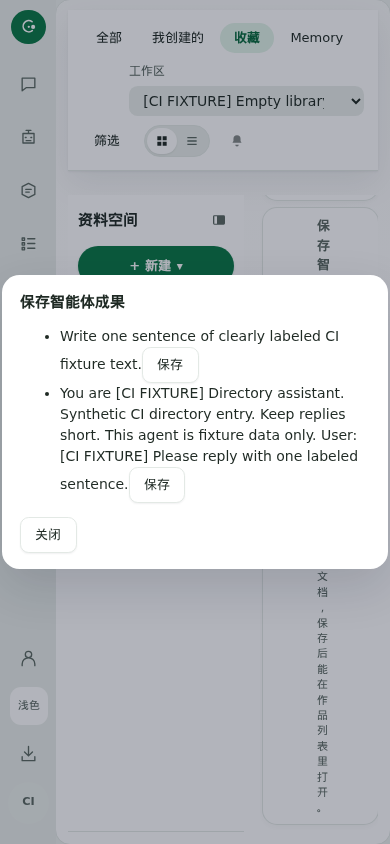 全部 我创建的 收藏 Memory
工作区
[CI FIXTURE] Empty library
筛选
资料空间
+ 新建 ▾
保
存
智
保存智能体成果
• Write one sentence of clearly labeled CI
fixture text. 保存
• You are [CI FIXTURE] Directory assistant.
Synthetic CI directory entry. Keep replies
short. This agent is fixture data only. User:
[CI FIXTURE] Please reply with one labeled
sentence. 保存
关闭
文
档
，
保
存
后
能
在
作
品
列
表
里
打
开
。
浅色
CI